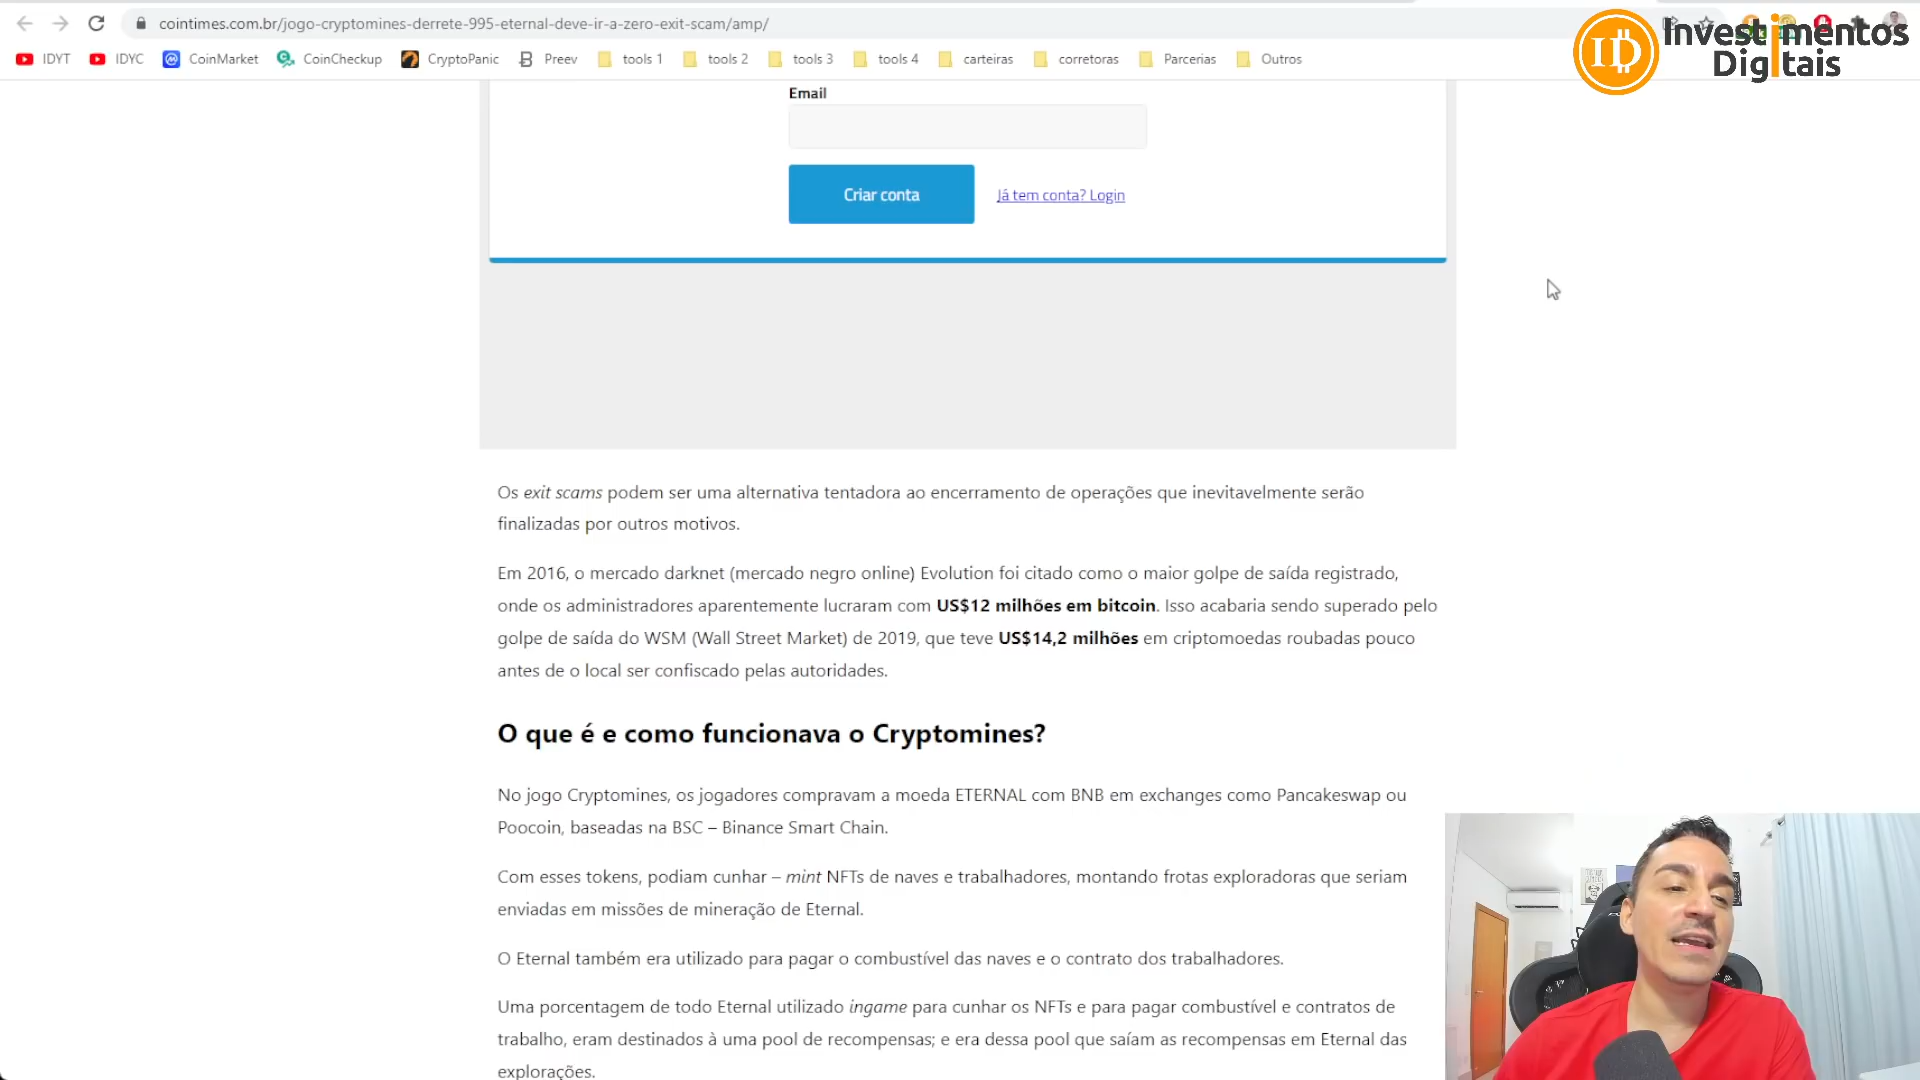 cointimes.com.br/jogo-cryptomines-derrete-995-eternal-deve-ir-a-zero-exit-scam/amp/
IDYT IDYC CoinMarket CoinCheckup CryptoPanic Preev tools 1 tools 2 tools 3 tools 4 carteiras corretoras Parcerias Outros
Investimentos
Digitais
Email
Criar conta
Já tem conta? Login
Os exit scams podem ser uma alternativa tentadora ao encerramento de operações que inevitavelmente serão
finalizadas por outros motivos.
Em 2016, o mercado darknet (mercado negro online) Evolution foi citado como o maior golpe de saída registrado,
onde os administradores aparentemente lucraram com US$12 milhões em bitcoin. Isso acabaria sendo superado pelo
golpe de saída do WSM (Wall Street Market) de 2019, que teve US$14,2 milhões em criptomoedas roubadas pouco
antes de o local ser confiscado pelas autoridades.
O que é e como funcionava o Cryptomines?
No jogo Cryptomines, os jogadores compravam a moeda ETERNAL com BNB em exchanges como Pancakeswap ou
Poocoin, baseadas na BSC – Binance Smart Chain.
Com esses tokens, podiam cunhar – mint NFTs de naves e trabalhadores, montando frotas exploradoras que seriam
enviadas em missões de mineração de Eternal.
O Eternal também era utilizado para pagar o combustível das naves e o contrato dos trabalhadores.
Uma porcentagem de todo Eternal utilizado ingame para cunhar os NFTs e para pagar combustível e contratos de
trabalho, eram destinados à uma pool de recompensas; e era dessa pool que saíam as recompensas em Eternal das
explorações.